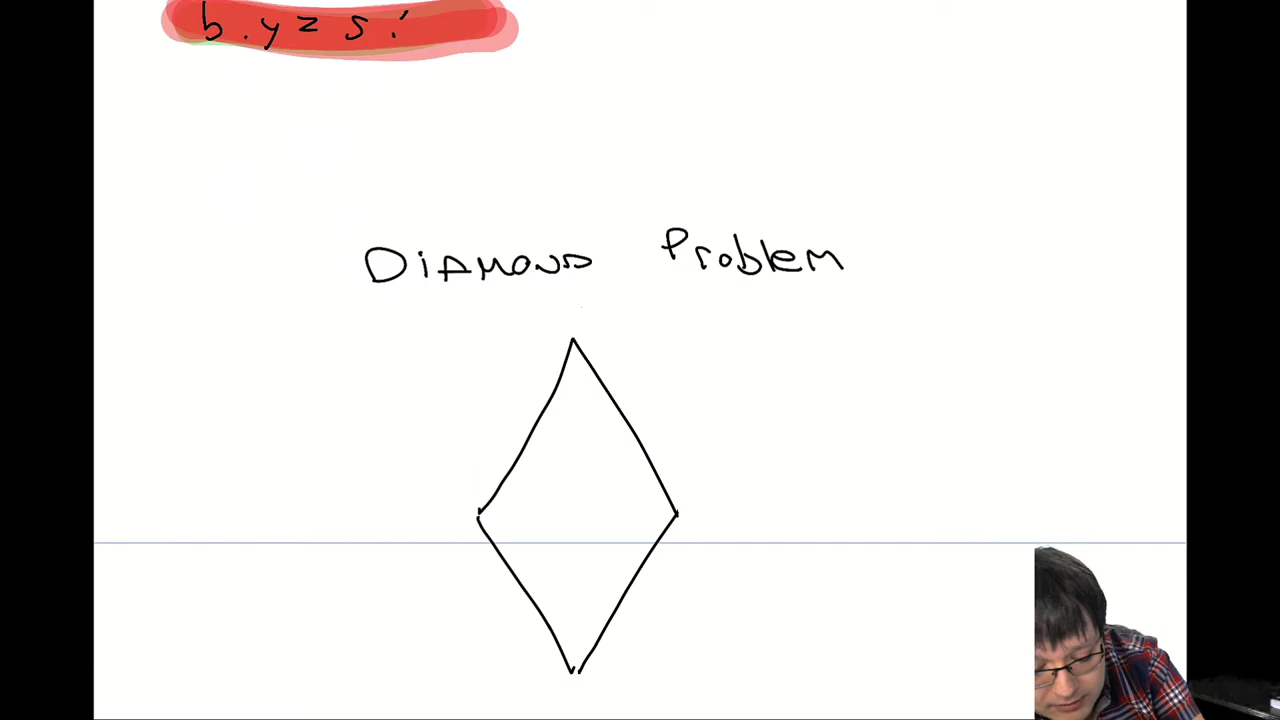 b.y = 5;
Diamond Problem